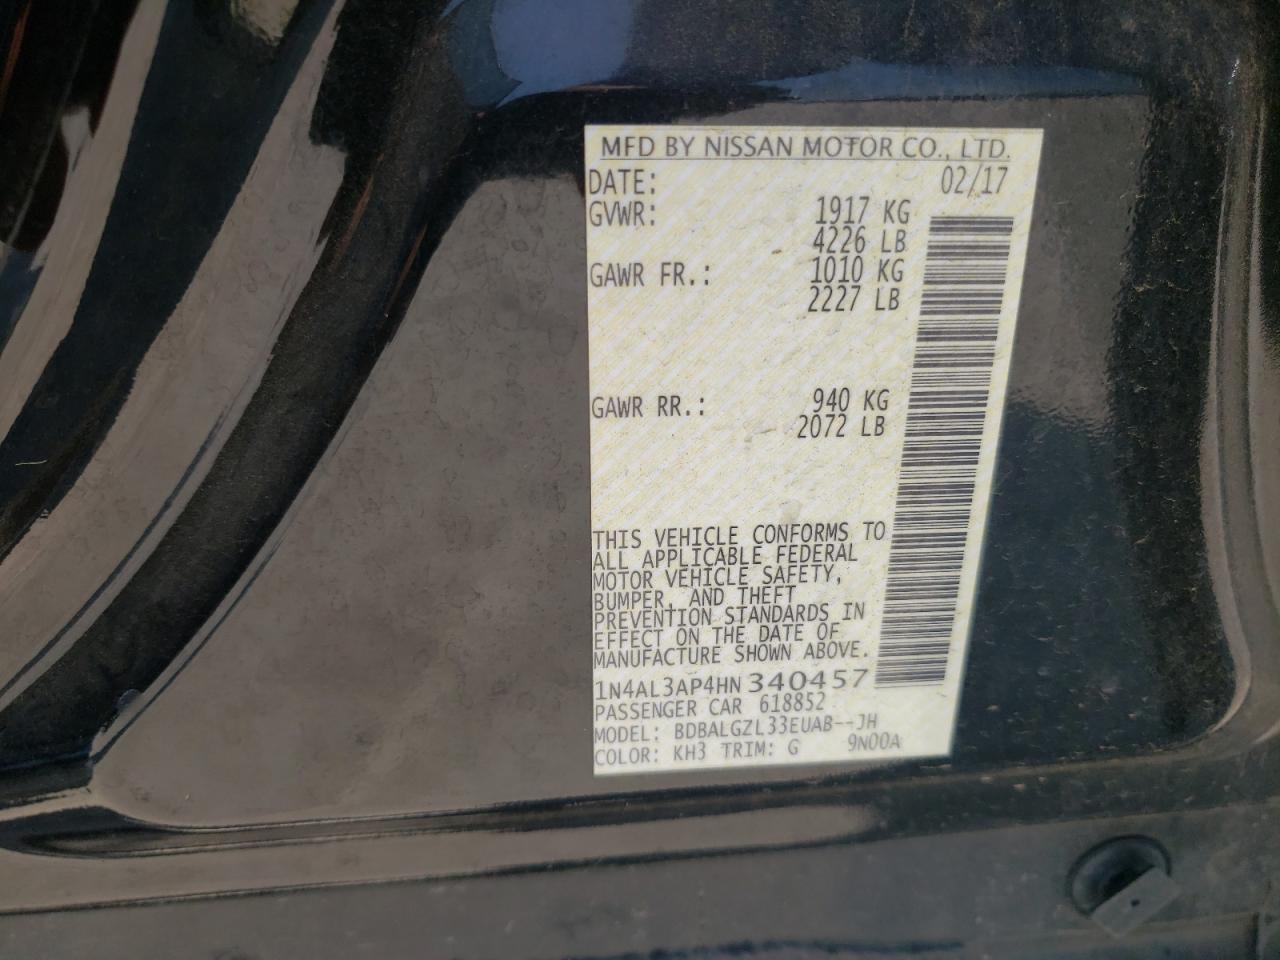 MFD BY NISSAN MOTOR CO., LTD.
DATE: 02/17
GVWR: 1917 KG
4226 LB
GAWR FR.: 1010 KG
2227 LB
GAWR RR.: 940 KG
2072 LB
THIS VEHICLE CONFORMS TO
ALL APPLICABLE FEDERAL
MOTOR VEHICLE SAFETY,
BUMPER, AND THEFT
PREVENTION STANDARDS IN
EFFECT ON THE DATE OF
MANUFACTURE SHOWN ABOVE.
1N4AL3AP4HN340457
PASSENGER CAR 618852
MODEL: BDBALGZL33EUAB--JH
COLOR: KH3 TRIM: G 9N00A